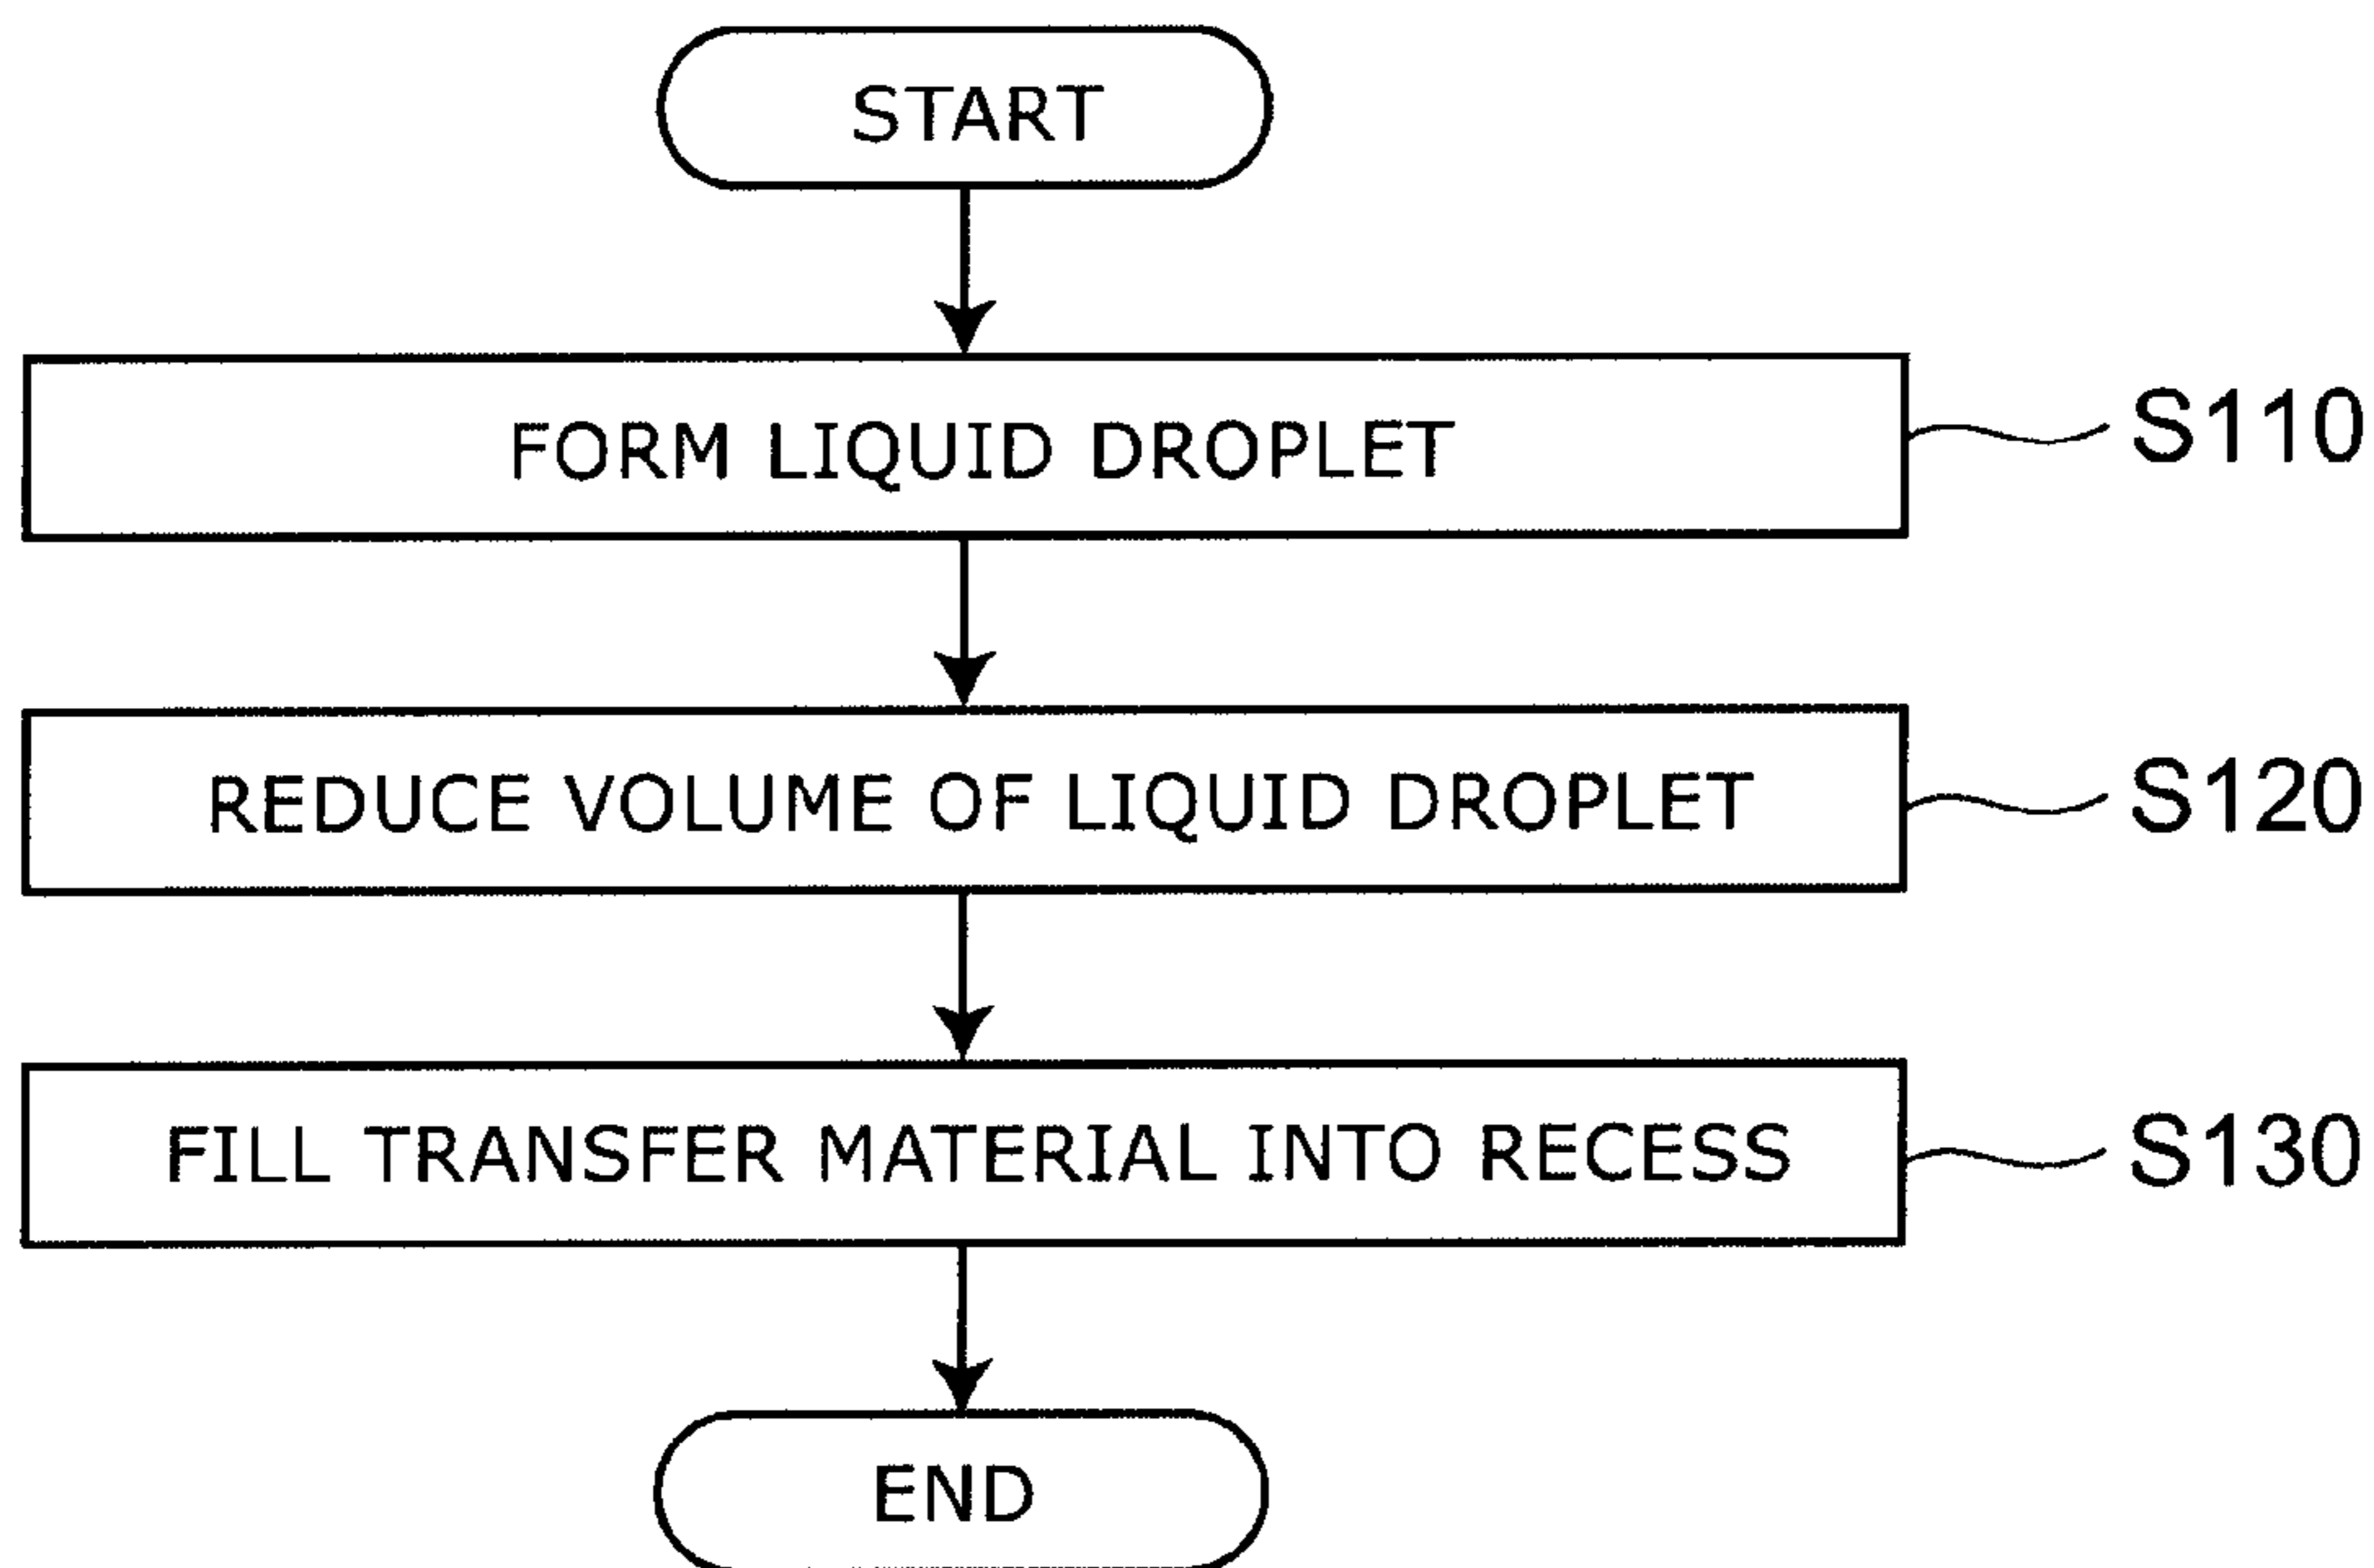 START
FORM LIQUID DROPLET
S110
REDUCE VOLUME OF LIQUID DROPLET
S120
FILL TRANSFER MATERIAL INTO RECESS
S130
END